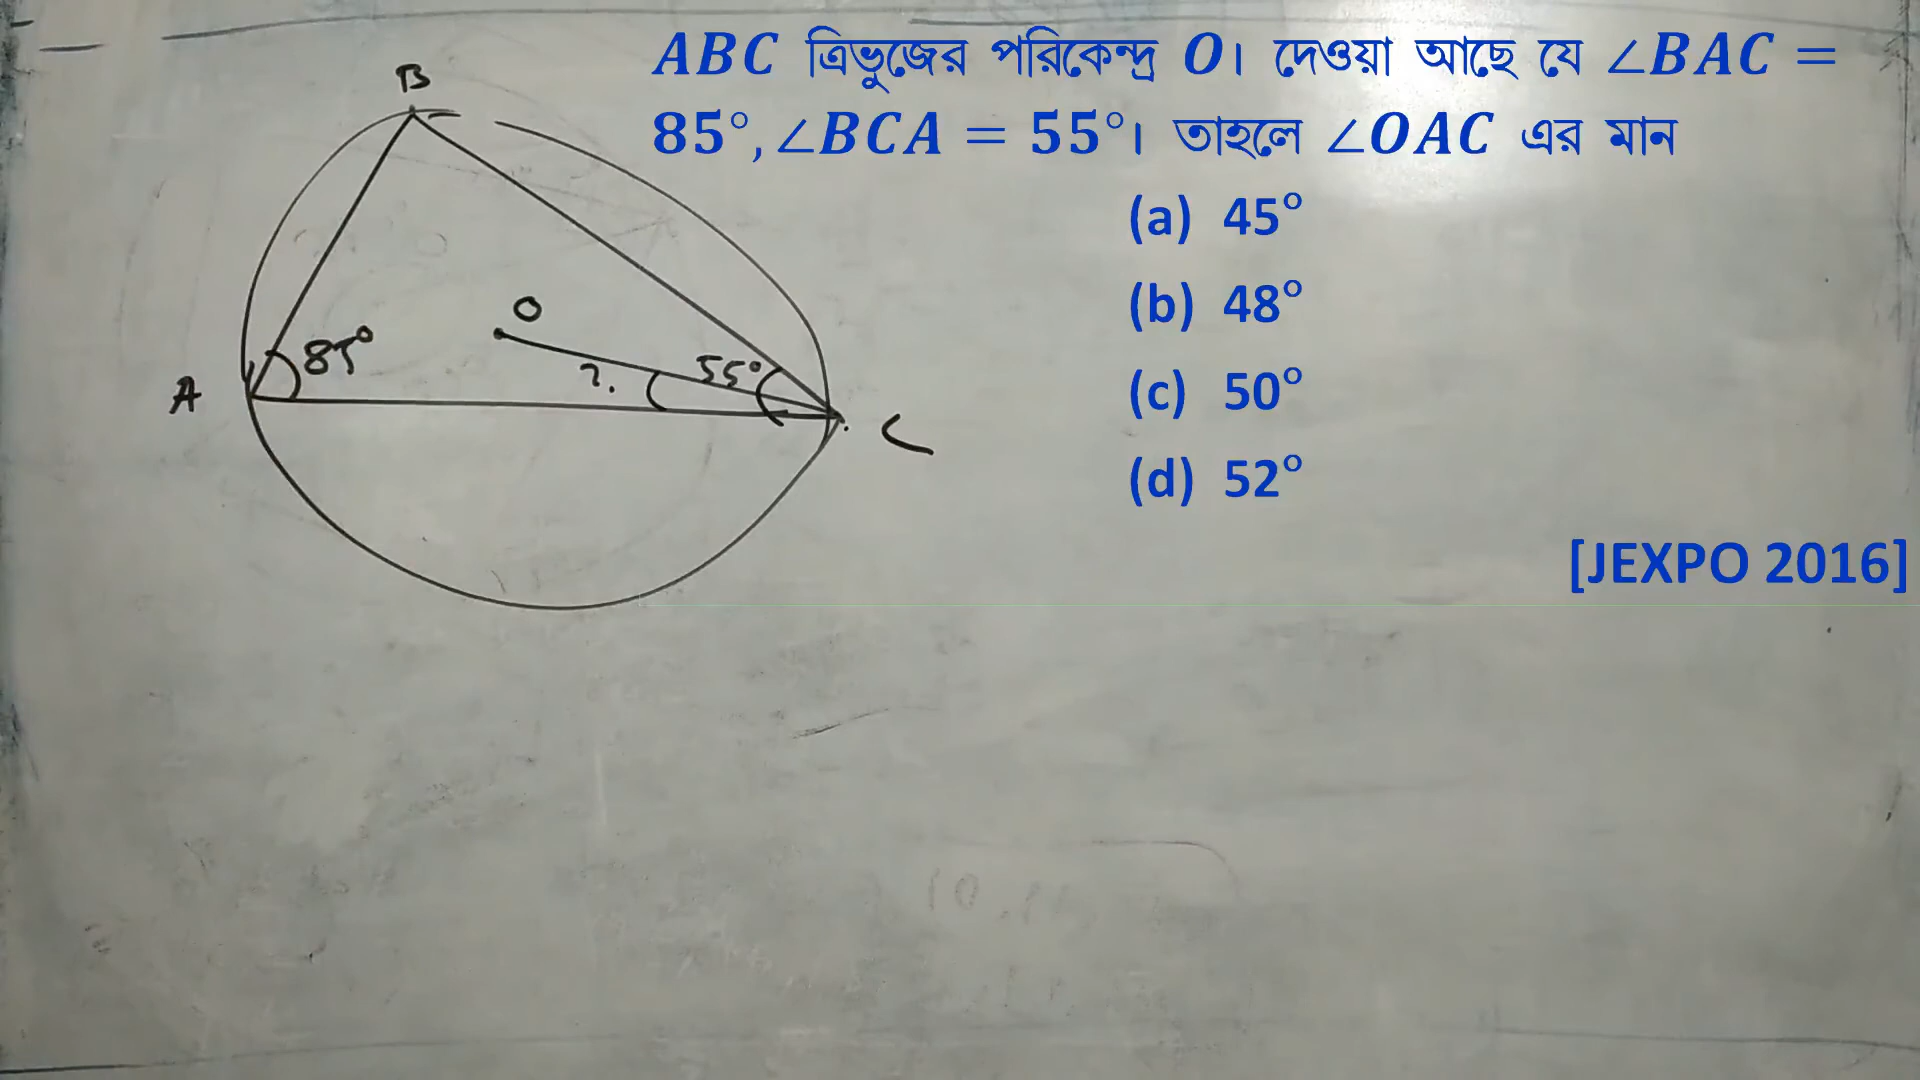 ABC ত্রিভুজের পরিকেন্দ্র O। দেওয়া আছে যে ∠BAC =
85°, ∠BCA = 55°। তাহলে ∠OAC এর মান
(a) 45°
(b) 48°
(c) 50°
(d) 52°
[JEXPO 2016]
B
O
85°
?.
55°
A
C